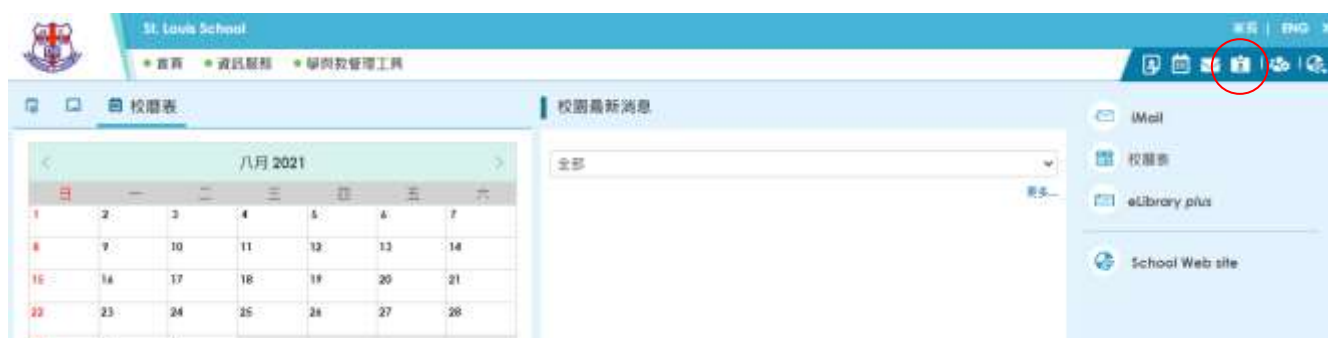 St. Louis School
ENG
首頁 資訊服務 學與教管理工具
校曆表
八月 2021
日 一 二 三 四 五 六
1 2 3 4 5 6 7
8 9 10 11 12 13 14
15 16 17 18 19 20 21
22 23 24 25 26 27 28
校園最新消息
全部
更多...
iMail
校曆表
eLibrary plus
School Web site